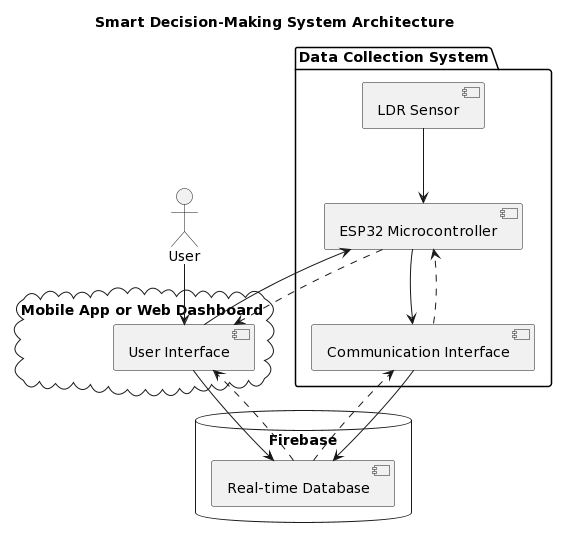 Smart Decision-Making System Architecture
Data Collection System
LDR Sensor
ESP32 Microcontroller
User
Mobile App or Web Dashboard
User Interface
Communication Interface
Firebase
Real-time Database